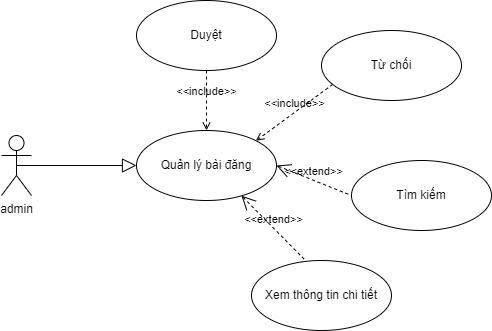 Duyệt
Từ chối
<<include>>
<<include>>
Quản lý bài đăng
<<extend>>
Tìm kiếm
admin
<<extend>>
Xem thông tin chi tiết